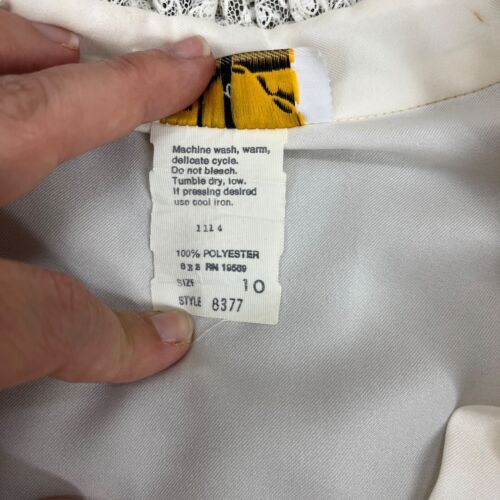 Machine wash, warm,
delicate cycle.
Do not bleach.
Tumble dry, low.
If pressing desired
use cool iron.
1114
100% POLYESTER
RN 19569
SIZE 10
STYLE 8377